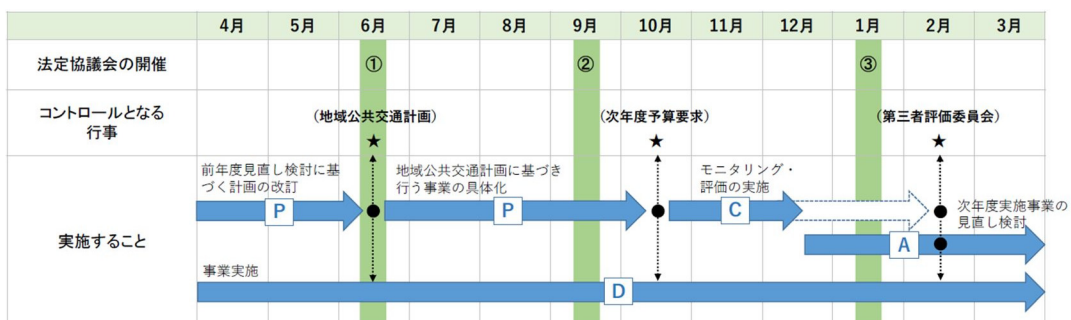 4月 5月 6月 7月 8月 9月 10月 11月 12月 1月 2月 3月
法定協議会の開催 ① ② ③
コントロールとなる
行事
(地域公共交通計画) (次年度予算要求) (第三者評価委員会)
★ ★ ★
実施すること
前年度見直し検討に基
づく計画の改訂
P
地域公共交通計画に基づき
行う事業の具体化
P
モニタリング・
評価の実施
C
次年度実施事業の
見直し検討
A
事業実施
D